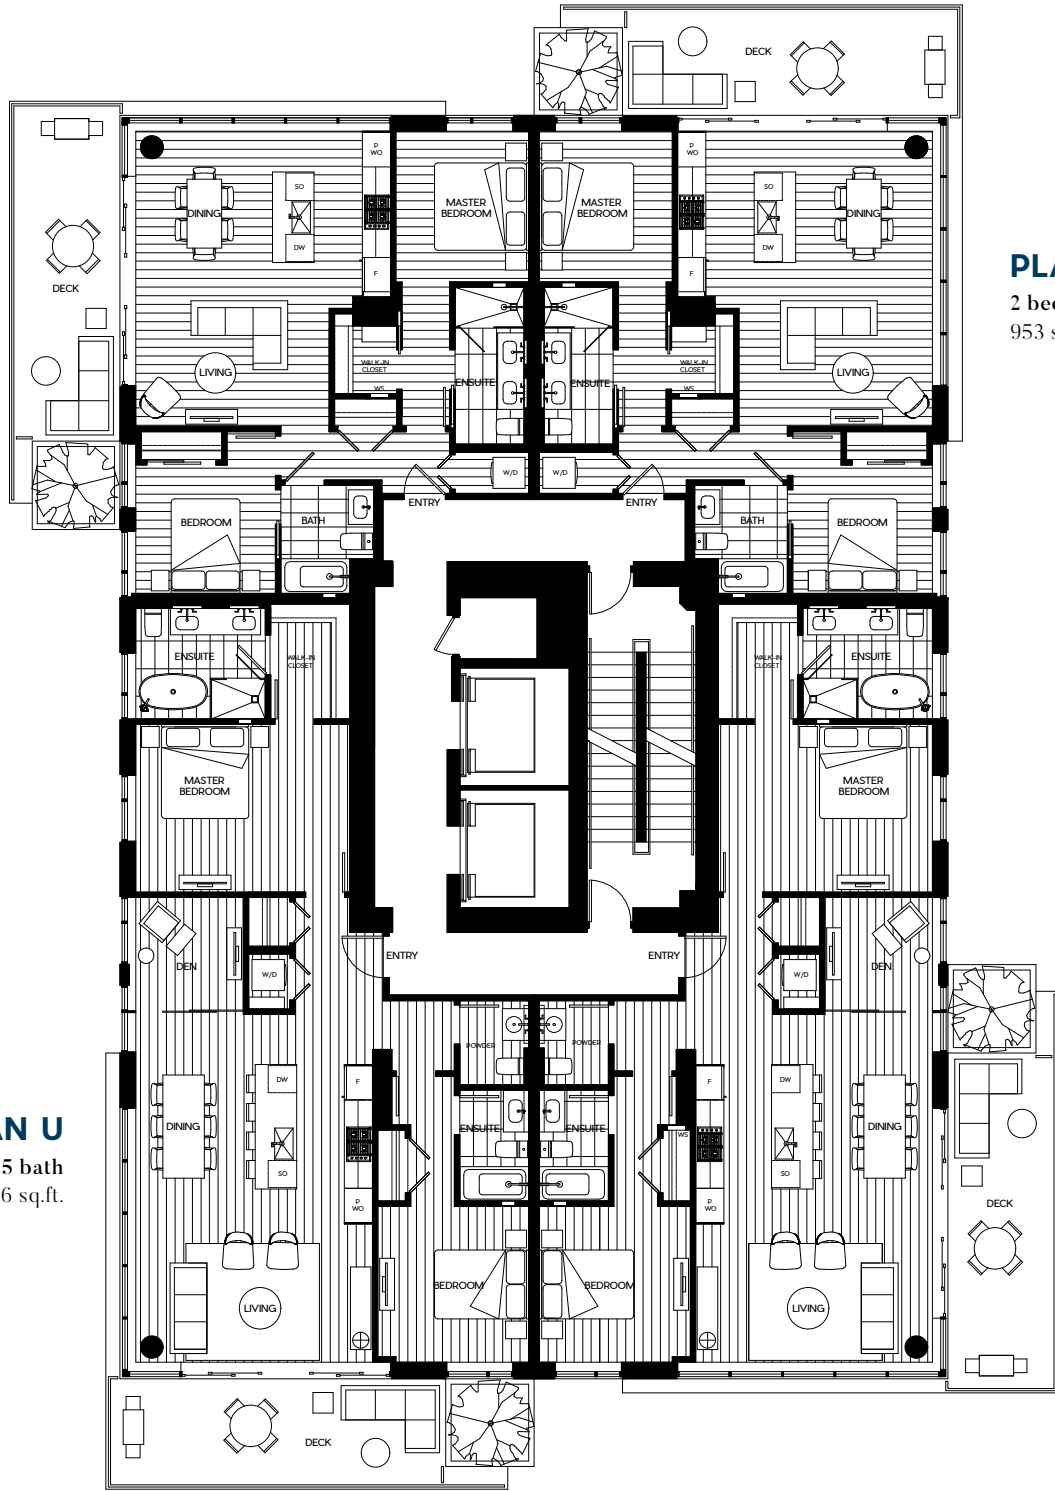 DECK
P
WO
P
WO
SO
SO
MASTER
BEDROOM
MASTER
BEDROOM
DINING
DINING
DW
DW
PLA
2 bed
953 s
F
F
DECK
WALK-IN
CLOSET
WALK-IN
CLOSET
LIVING
LIVING
ENSUITE
ENSUITE
WS
WS
W/D
W/D
ENTRY
ENTRY
BEDROOM
BATH
BATH
BEDROOM
ENSUITE
WALK-IN
CLOSET
WALK-IN
CLOSET
ENSUITE
MASTER
BEDROOM
MASTER
BEDROOM
ENTRY
ENTRY
DEN
DEN
W/D
W/D
POWDER
POWDER
DW
F
F
DW
AN U
5 bath
6 sq.ft.
DINING
ENSUITE
ENSUITE
WS
DINING
SO
SO
P
WO
P
WO
DECK
BEDROOM
BEDROOM
LIVING
LIVING
DECK